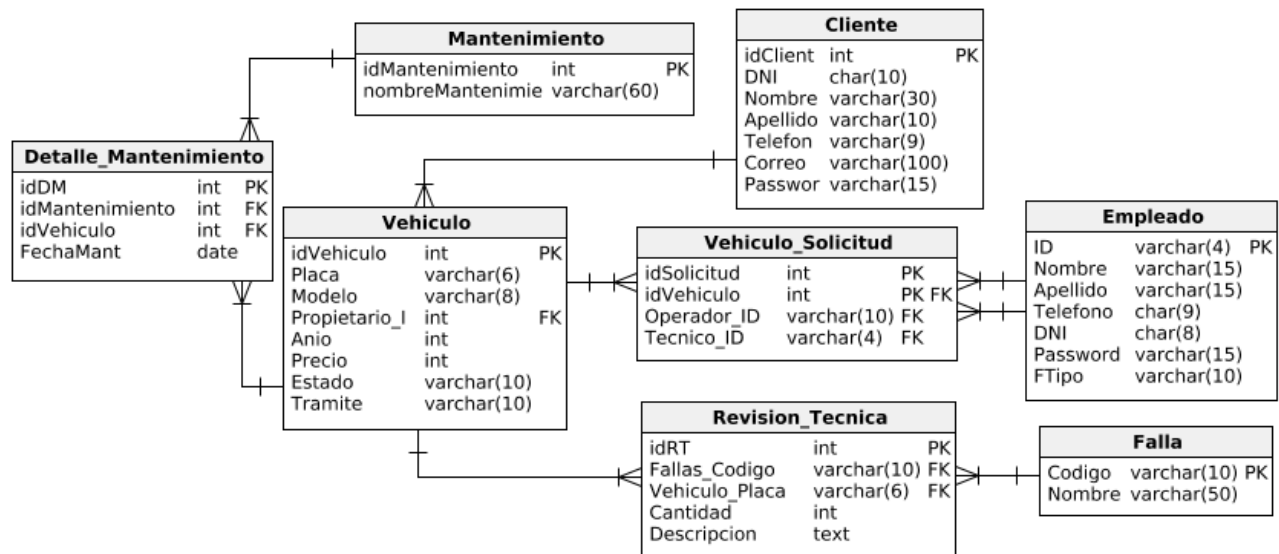 Cliente
idClient int PK
DNI char(10)
Nombre varchar(30)
Apellido varchar(10)
Telefon varchar(9)
Correo varchar(100)
Passwor varchar(15)
Mantenimiento
idMantenimiento int PK
nombreMantenimie varchar(60)
Detalle_Mantenimiento
idDM int PK
idMantenimiento int FK
idVehiculo int FK
FechaMant date
Vehiculo
idVehiculo int PK
Placa varchar(6)
Modelo varchar(8)
Propietario_I int FK
Anio int
Precio int
Estado varchar(10)
Tramite varchar(10)
Vehiculo_Solicitud
idSolicitud int PK
idVehiculo int PK FK
Operador_ID varchar(10) FK
Tecnico_ID varchar(4) FK
Empleado
ID varchar(4) PK
Nombre varchar(15)
Apellido varchar(15)
Telefono char(9)
DNI char(8)
Password varchar(15)
FTipo varchar(10)
Revision_Tecnica
idRT int PK
Fallas_Codigo varchar(10) FK
Vehiculo_Placa varchar(6) FK
Cantidad int
Descripcion text
Falla
Codigo varchar(10) PK
Nombre varchar(50)